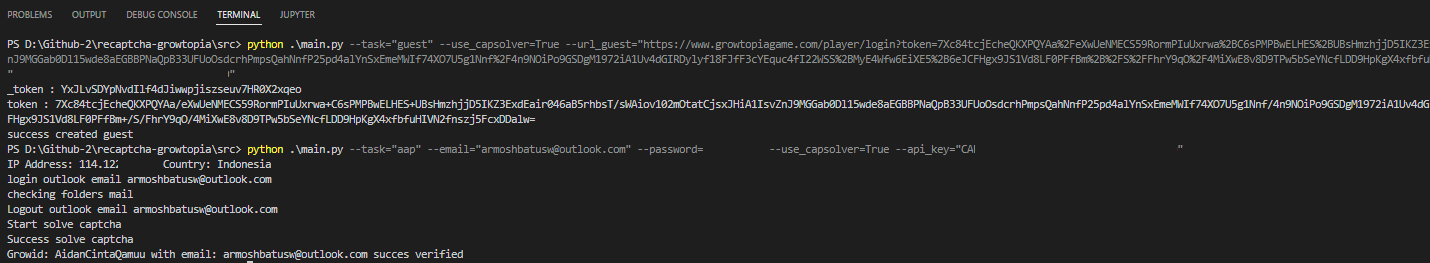 PROBLEMS OUTPUT DEBUG CONSOLE TERMINAL JUPYTER
PS D:\Github-2\recaptcha-growtopia\src> python .\main.py --task="guest" --use_capsolver=True --url_guest="https://www.growtopiagame.com/player/login?token=7Xc84tcjEcheQKXPQYAa%2FeXWUeNMECS59RormPIuUxrwa%2BC6sPMPBwELHES%2BUBsHmzhjjD5IKZ3E
nJ9MGGab0Dl15wde8aEGBBPNaQpB33UFUoOsdcrhPmpsQahNnfP25pd4alYnSxEmeMWIf74XO7U5g1Nnf%2F4n9NOiPo9GSDgM1972iA1Uv4dGIRDylyf18FJfF3cYEquc4fI22WSS%2BMyE4Wfw6EiXE5%2B6eJCFHgx9JS1Vd8LF0PFfBm%2B%2FS%2FFhrY9qO%2F4MiXwE8v8D9TPw5bSeYNcfLDD9HpKgX4xfbfu
" "
_token : YxJLvSDYpNvdIlf4dJiwwpjiszseuv7HR0X2xqeo
token : 7Xc84tcjEcheQKXPQYAa/eXWUeNMECS59RormPIuUxrwa+C6sPMPBwELHES+UBsHmzhjjD5IKZ3ExdEair046aB5rhbsT/sWAiov102mOtatCjsxJHiA1IsvZnJ9MGGab0Dl15wde8aEGBBPNaQpB33UFUoOsdcrhPmpsQahNnfP25pd4alYnSxEmeMWIf74XO7U5g1Nnf/4n9NOiPo9GSDgM1972iA1Uv4dG
FHgx9JS1Vd8LF0PFfBm+/S/FhrY9qO/4MiXwE8v8D9TPw5bSeYNcfLDD9HpKgX4xfbfuHIVN2fnszj5FcxDDalw=
success created guest
PS D:\Github-2\recaptcha-growtopia\src> python .\main.py --task="aap" --email="armoshbatusw@outlook.com" --password= --use_capsolver=True --api_key="CA "
IP Address: 114.122 Country: Indonesia
login outlook email armoshbatusw@outlook.com
checking folders mail
Logout outlook email armoshbatusw@outlook.com
Start solve captcha
Success solve captcha
Growid: AidanCintaQamuu with email: armoshbatusw@outlook.com succes verified